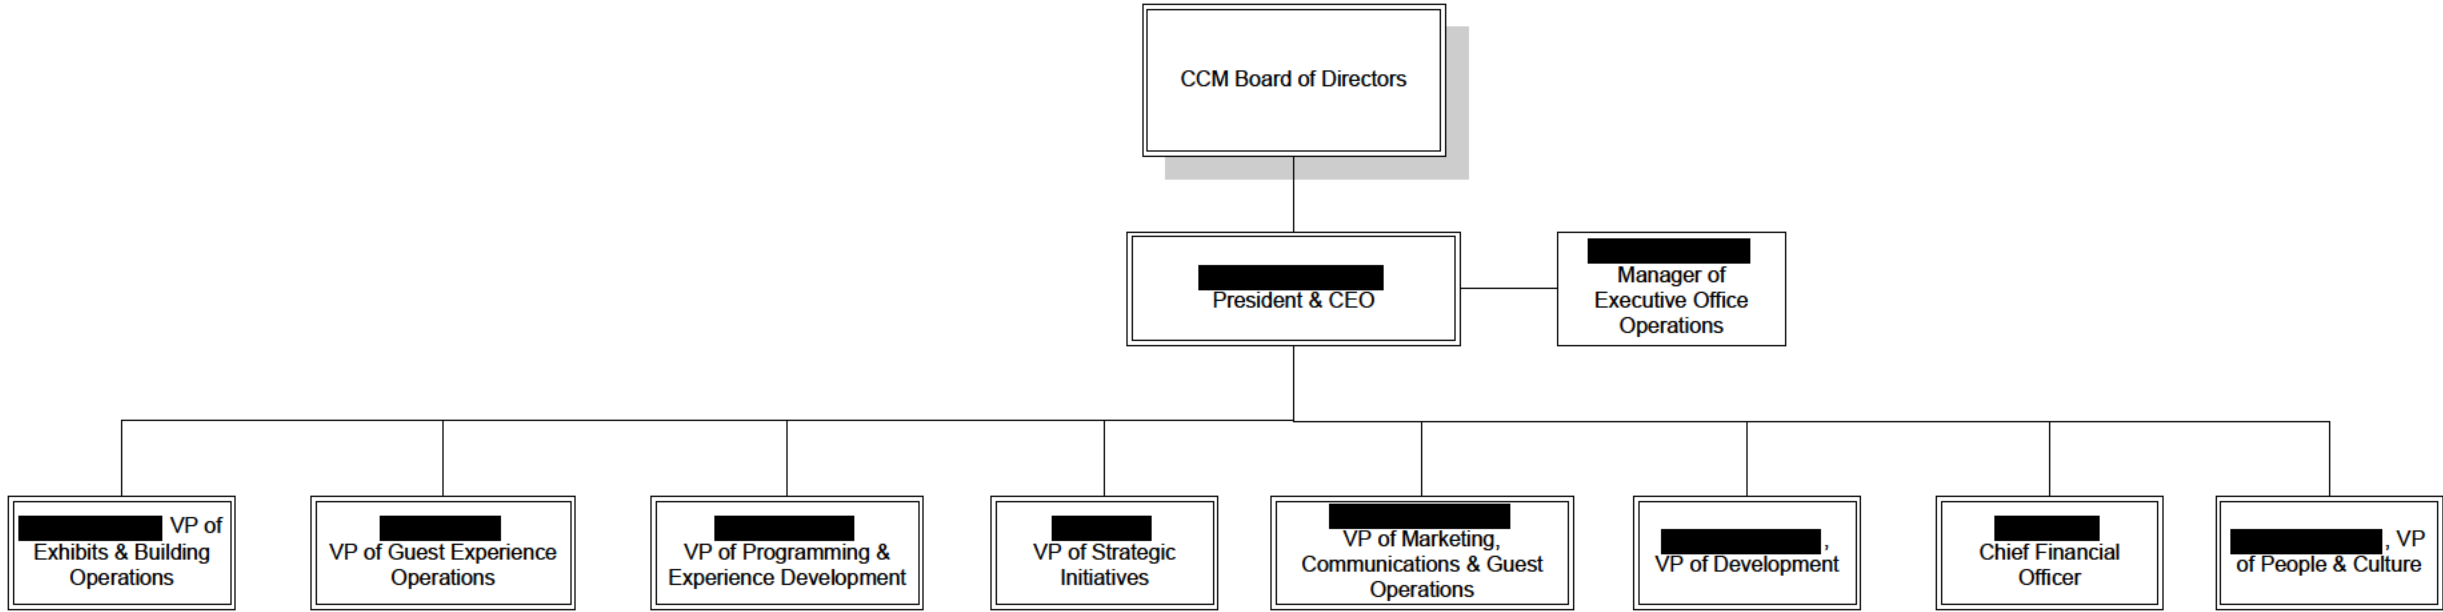 CCM Board of Directors
President & CEO
Manager of
Executive Office
Operations
VP of
Exhibits & Building
Operations
VP of Guest Experience
Operations
VP of Programming &
Experience Development
VP of Strategic
Initiatives
VP of Marketing,
Communications & Guest
Operations
,
VP of Development
Chief Financial
Officer
, VP
of People & Culture